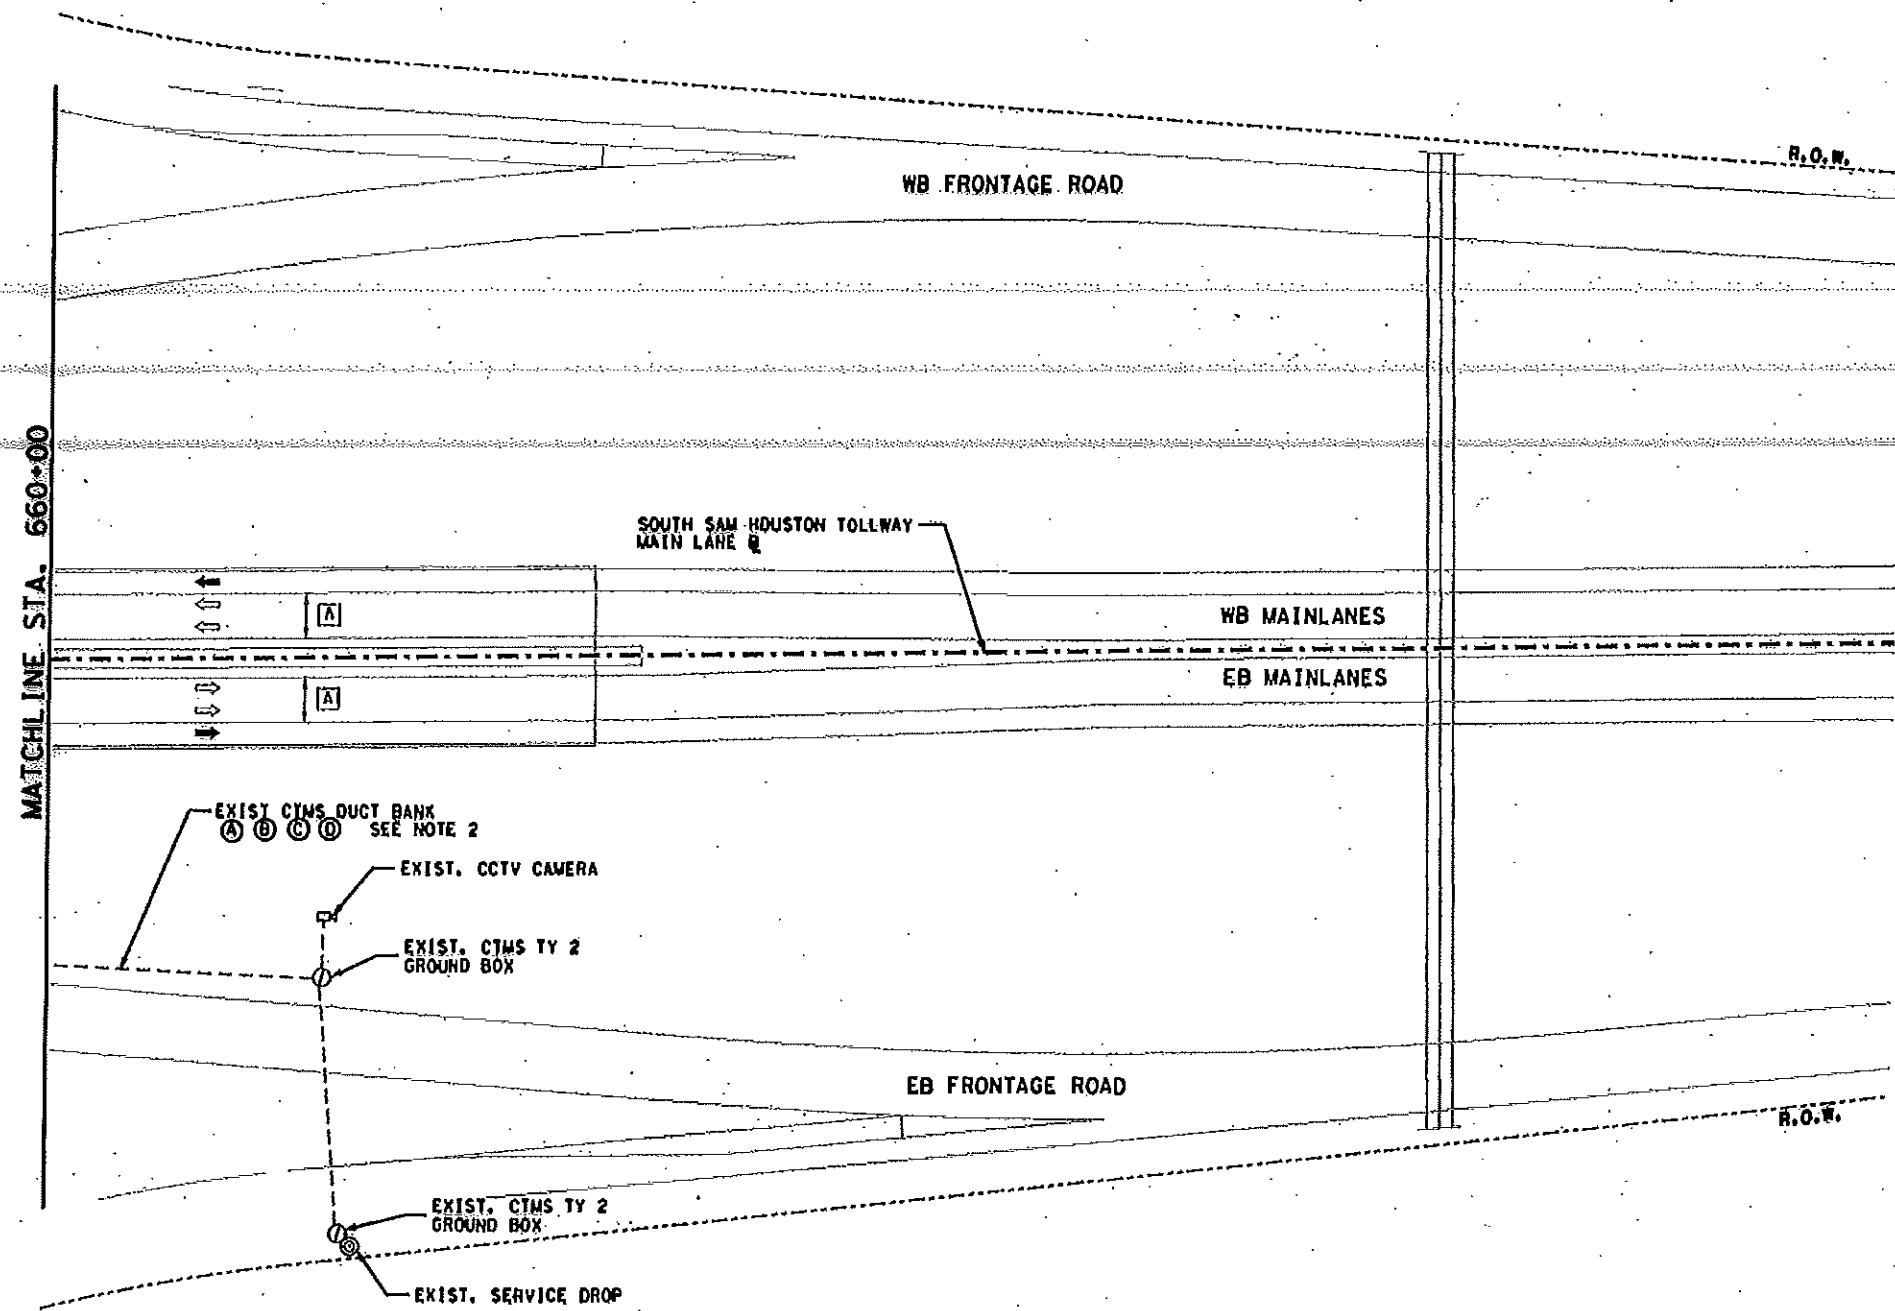 R.O.W.
WB FRONTAGE ROAD
MATCHLINE STA. 660+00
SOUTH SAM HOUSTON TOLLWAY
MAIN LANE ℄
A
WB MAINLANES
EB MAINLANES
A
EXIST CTMS DUCT BANK
A B C D SEE NOTE 2
EXIST. CCTV CAMERA
EXIST. CTMS TY 2
GROUND BOX
EB FRONTAGE ROAD
R.O.W.
EXIST. CTMS TY 2
GROUND BOX
EXIST. SERVICE DROP